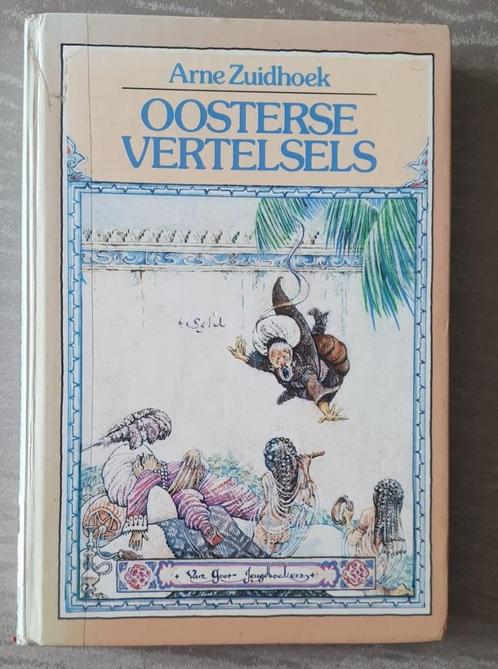 Arne Zuidhoek
OOSTERSE
VERTELSELS
Van Goor Jeugdboeken